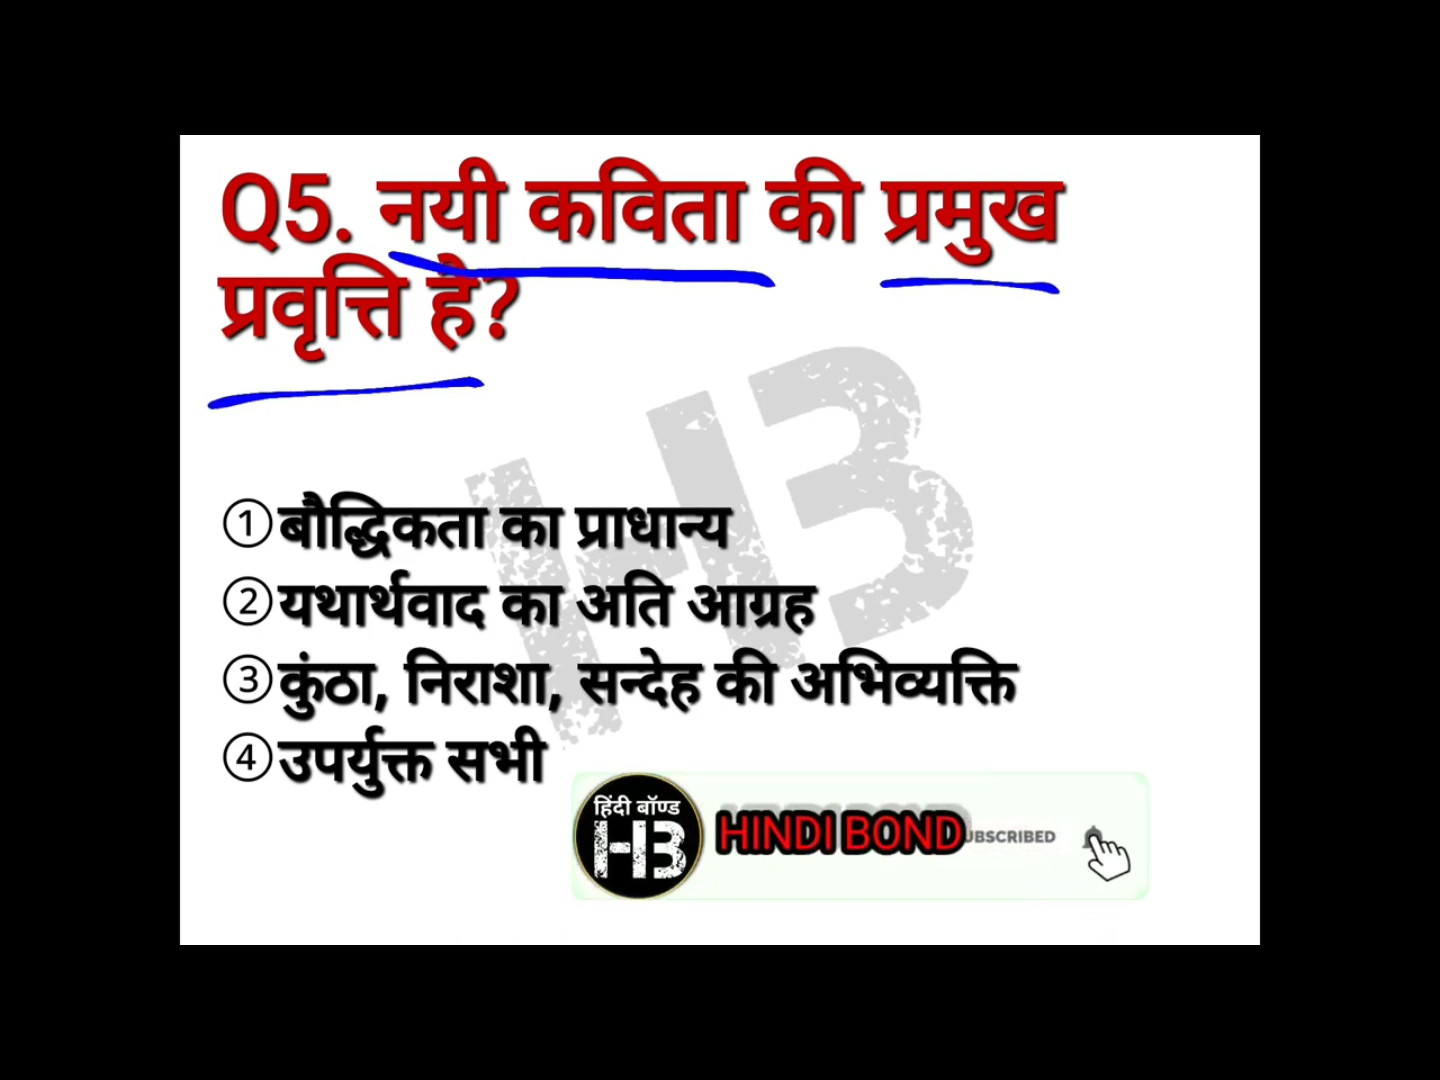 Q5. नयी कविता की प्रमुख
प्रवृत्ति है?
①बौद्धिकता का प्राधान्य
②यथार्थवाद का अति आग्रह
③कुंठा, निराशा, सन्देह की अभिव्यक्ति
④उपर्युक्त सभी
हिंदी बॉण्ड
HB
HINDI BOND
UBSCRIBED